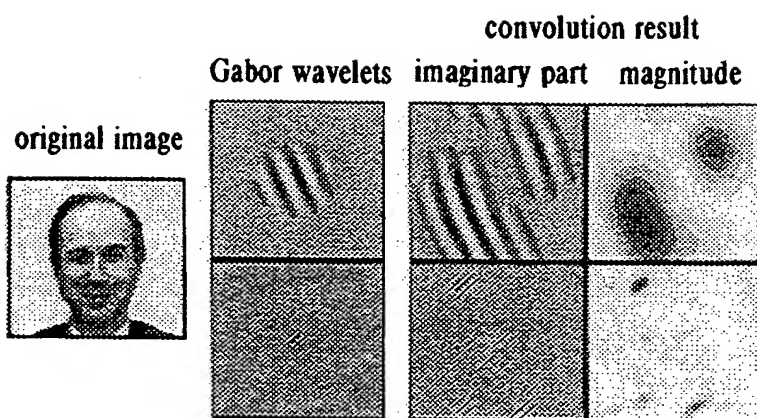 convolution result
Gabor wavelets imaginary part magnitude
original image